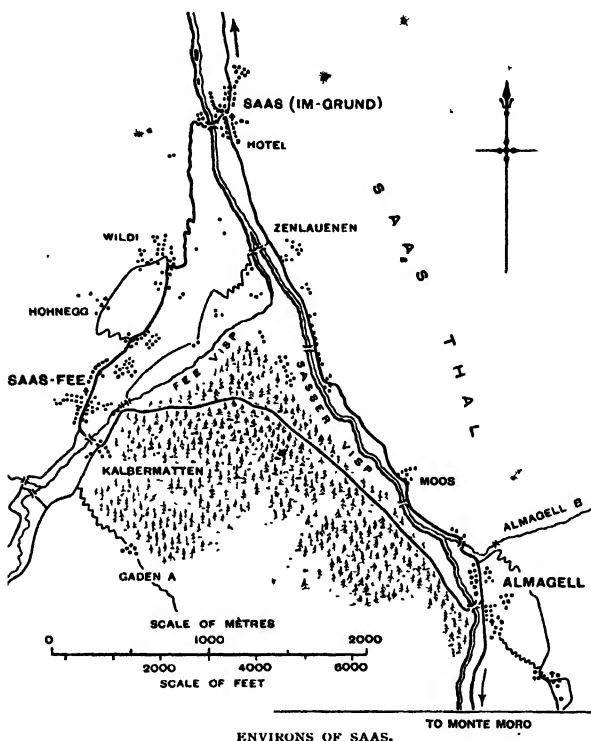 SAAS (IM-GRUND)
HOTEL
SAAS THAL
ZENLAUENEN
WILDI
HOHNEGG
FEE VISP
SAAS-FEE
SASSER VISP
KALBERMATTEN
MOOS
ALMAGELL B
GADEN A
ALMAGELL
SCALE OF MÈTRES
0 1000 2000
2000 4000 6000
SCALE OF FEET
TO MONTE MORO
ENVIRONS OF SAAS.